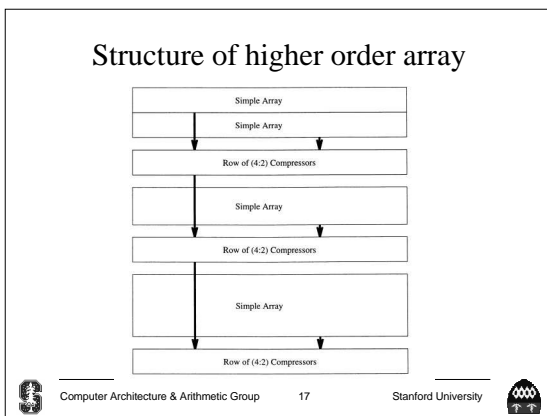 Structure of higher order array
Simple Array
Simple Array
Row of (4:2) Compressors
Simple Array
Row of (4:2) Compressors
Simple Array
Row of (4:2) Compressors
Computer Architecture & Arithmetic Group 17 Stanford University